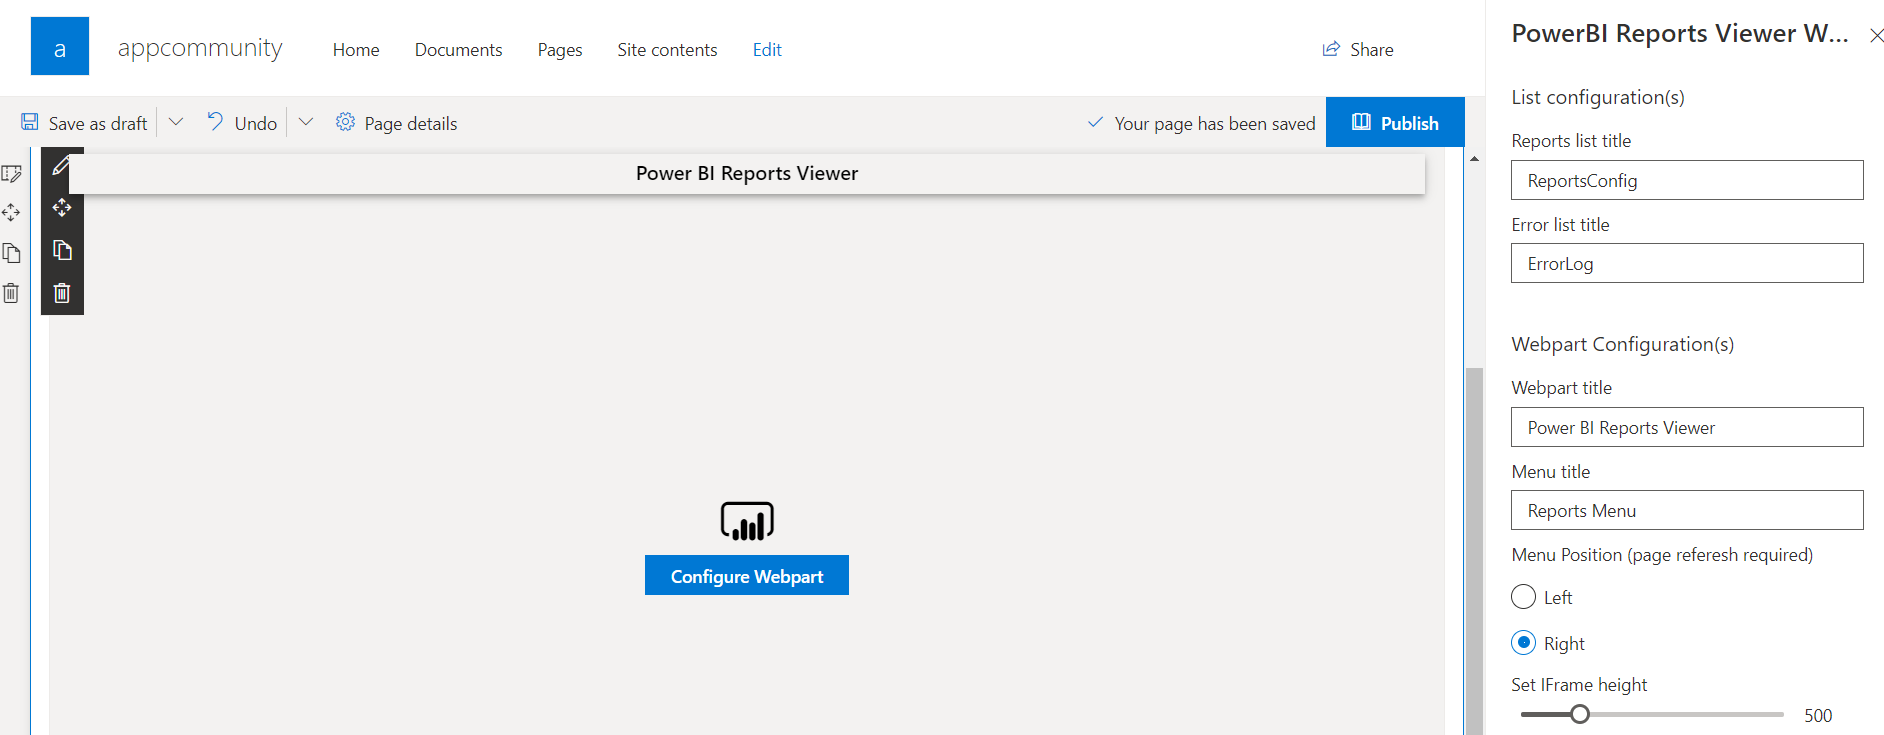 a
appcommunity
Home
Documents
Pages
Site contents
Edit
Share
Save as draft
Undo
Page details
Your page has been saved
Publish
Power BI Reports Viewer
Configure Webpart
PowerBI Reports Viewer W...
List configuration(s)
Reports list title
ReportsConfig
Error list title
ErrorLog
Webpart Configuration(s)
Webpart title
Power BI Reports Viewer
Menu title
Reports Menu
Menu Position (page referesh required)
Left
Right
Set IFrame height
500